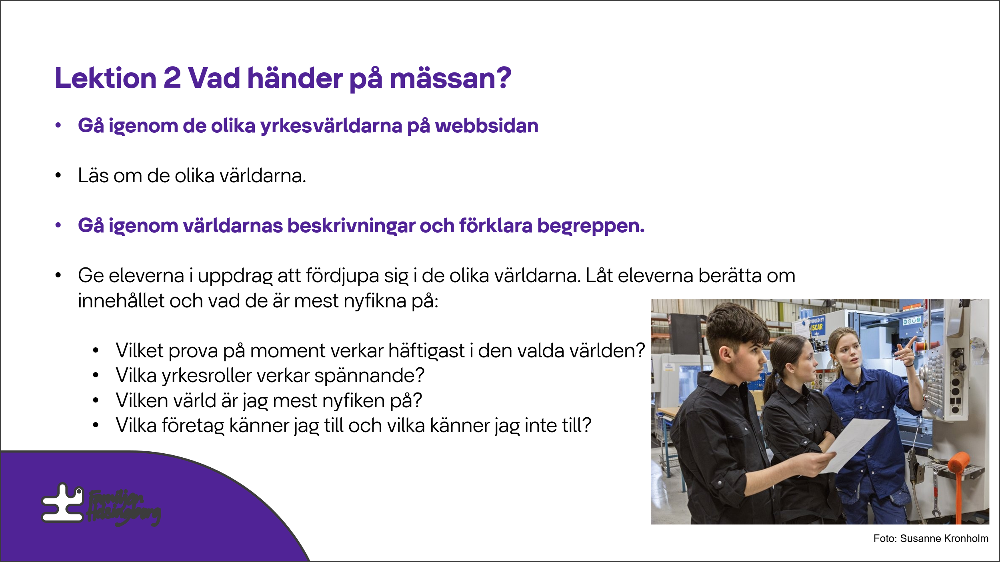 Lektion 2 Vad händer på mässan?
• Gå igenom de olika yrkesvärldarna på webbsidan
• Läs om de olika världarna.
• Gå igenom världarnas beskrivningar och förklara begreppen.
• Ge eleverna i uppdrag att fördjupa sig i de olika världarna. Låt eleverna berätta om
innehållet och vad de är mest nyfikna på:
• Vilket prova på moment verkar häftigast i den valda världen?
• Vilka yrkesroller verkar spännande?
• Vilken värld är jag mest nyfiken på?
• Vilka företag känner jag till och vilka känner jag inte till?
TOOLED BY
ISCAR
Familjen
Helsingborg
Foto: Susanne Kronholm